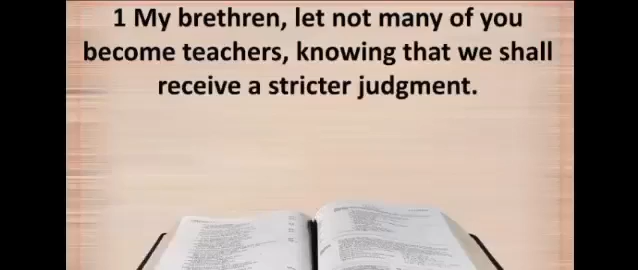 1 My brethren, let not many of you
become teachers, knowing that we shall
receive a stricter judgment.